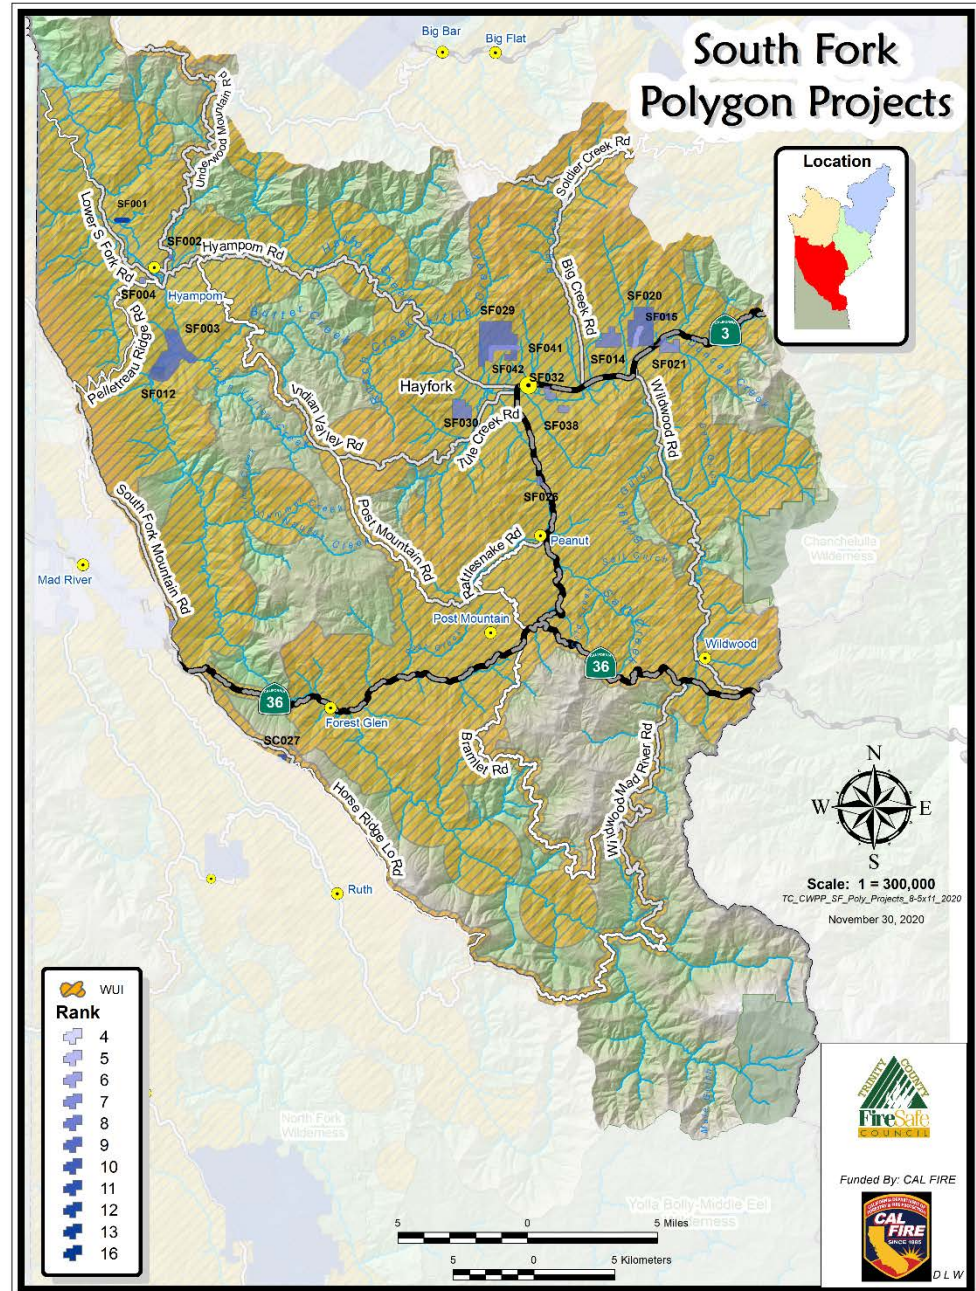 South Fork
Polygon Projects
Big Bar
Big Flat
Location
Underwood Mountain Rd
Soldier Creek Rd
SF001
Lower S Fork Rd
SF002
Hyampom Rd
SF004
Hyampom
Big Creek Rd
SF003
SF029
SF020
SF015
CALIFORNIA
3
Pelletreau Ridge Rd
SF041
SF014
SF021
SF042
SF032
Hayfork
SF012
Indian Valley Rd
SF030
Tule Creek Rd
SF038
Wildwood Rd
SF026
South Fork Mountain Rd
Post Mountain Rd
Rattlesnake Rd
Peanut
Salt Gulch
Chanchelulla
Wilderness
Mad River
Post Mountain
Wildwood
CALIFORNIA
36
CALIFORNIA
36
Forest Glen
SC027
Bramlet Rd
Wildwood Mad River Rd
Horse Ridge Lo Rd
Ruth
N
W
E
S
Scale: 1 = 300,000
TC_CWPP_SF_Poly_Projects_8-5x11_2020
November 30, 2020
WUI
Rank
4
5
6
7
8
9
10
11
12
13
16
North Fork
Wilderness
Yolla Bolly-Middle Eel
Wilderness
5 0 5 Miles
5 0 5 Kilometers
TRINITY COUNTY
FireSafe
COUNCIL
Funded By: CAL FIRE
CAL
FIRE
SINCE 1885
D L W